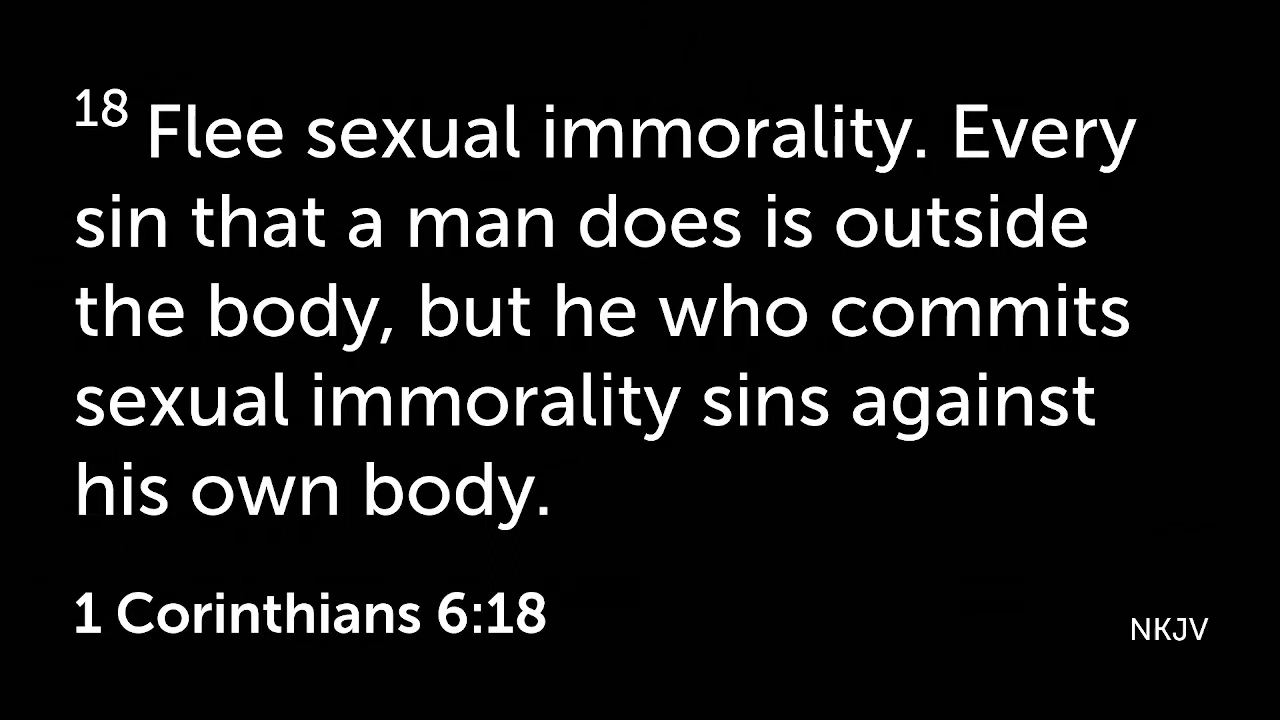 18 Flee sexual immorality. Every
sin that a man does is outside
the body, but he who commits
sexual immorality sins against
his own body.
1 Corinthians 6:18
NKJV